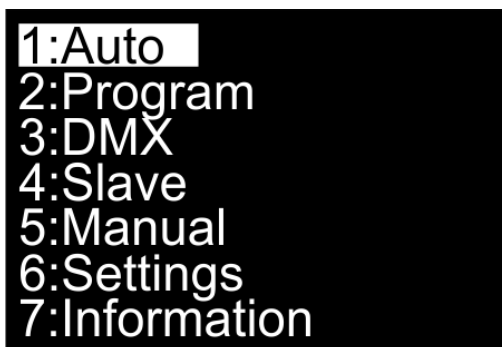 1:Auto
2:Program
3:DMX
4:Slave
5:Manual
6:Settings
7:Information